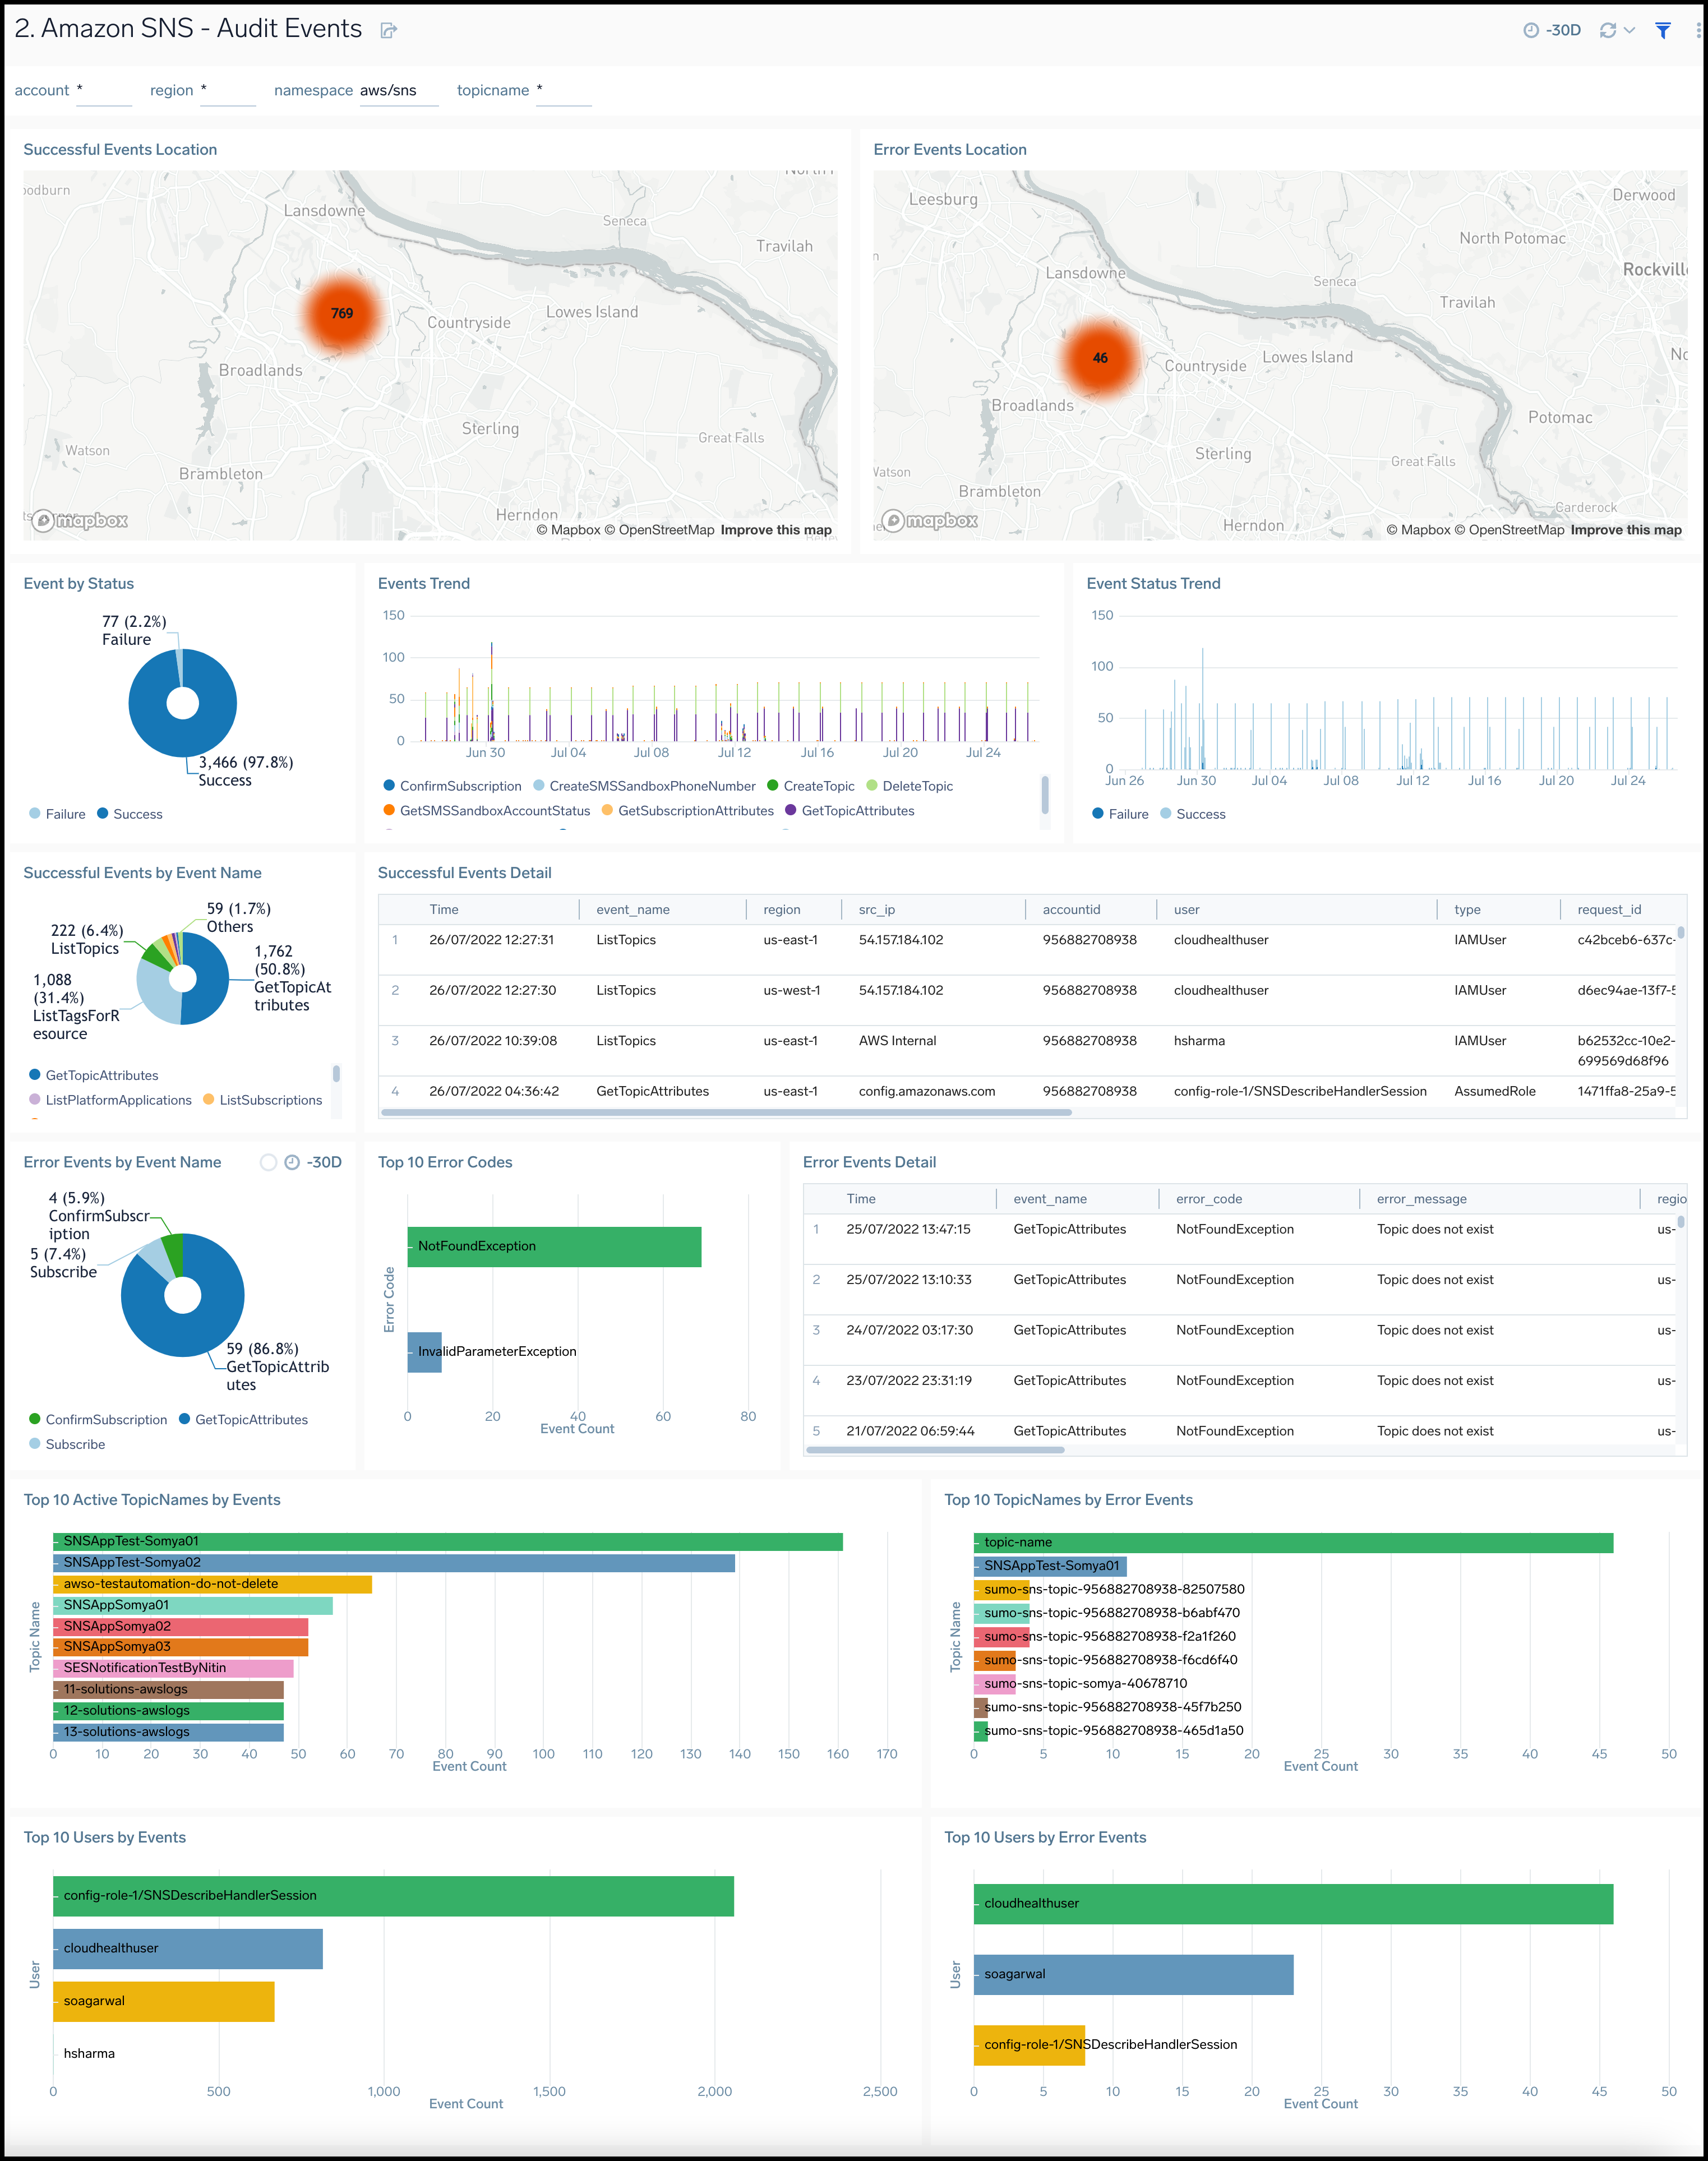 2. Amazon SNS - Audit Events
-30D
account * region * namespace aws/sns topicname *
Successful Events Location
Lansdowne
Seneca
Travilah
769
Countryside
Lowes Island
Broadlands
Sterling
Great Falls
Watson
Brambleton
Herndon
mapbox
© Mapbox © OpenStreetMap Improve this map
Error Events Location
Leesburg
Derwood
North Potomac
Lansdowne
Seneca
Travilah
46
Countryside
Lowes Island
Broadlands
Potomac
Sterling
Great Falls
Brambleton
Carderock
Herndon
mapbox
© Mapbox © OpenStreetMap Improve this map
Event by Status
77 (2.2%)
Failure
3,466 (97.8%)
Success
Failure Success
Events Trend
150
100
50
0
Jun 30 Jul 04 Jul 08 Jul 12 Jul 16 Jul 20 Jul 24
ConfirmSubscription CreateSMSSandboxPhoneNumber CreateTopic DeleteTopic
GetSMSSandboxAccountStatus GetSubscriptionAttributes GetTopicAttributes
Event Status Trend
150
100
50
0
Jun 26 Jun 30 Jul 04 Jul 08 Jul 12 Jul 16 Jul 20 Jul 24
Failure Success
Successful Events by Event Name
59 (1.7%)
Others
222 (6.4%)
ListTopics
1,762
(50.8%)
GetTopicAt
tributes
1,088
(31.4%)
ListTagsForR
esource
GetTopicAttributes
ListPlatformApplications ListSubscriptions
Successful Events Detail
Time event_name region src_ip accountid user type request_id
1 26/07/2022 12:27:31 ListTopics us-east-1 54.157.184.102 956882708938 cloudhealthuser IAMUser c42bceb6-637c-
2 26/07/2022 12:27:30 ListTopics us-west-1 54.157.184.102 956882708938 cloudhealthuser IAMUser d6ec94ae-13f7-5
3 26/07/2022 10:39:08 ListTopics us-east-1 AWS Internal 956882708938 hsharma IAMUser b62532cc-10e2-
699569d68f96
4 26/07/2022 04:36:42 GetTopicAttributes us-east-1 config.amazonaws.com 956882708938 config-role-1/SNSDescribeHandlerSession AssumedRole 1471ffa8-25a9-5
Error Events by Event Name
-30D
4 (5.9%)
ConfirmSubscr
iption
5 (7.4%)
Subscribe
59 (86.8%)
GetTopicAttrib
utes
ConfirmSubscription GetTopicAttributes
Subscribe
Top 10 Error Codes
Error Code
NotFoundException
InvalidParameterException
0 20 40 60 80
Event Count
Error Events Detail
Time event_name error_code error_message regio
1 25/07/2022 13:47:15 GetTopicAttributes NotFoundException Topic does not exist us-
2 25/07/2022 13:10:33 GetTopicAttributes NotFoundException Topic does not exist us-
3 24/07/2022 03:17:30 GetTopicAttributes NotFoundException Topic does not exist us-
4 23/07/2022 23:31:19 GetTopicAttributes NotFoundException Topic does not exist us-
5 21/07/2022 06:59:44 GetTopicAttributes NotFoundException Topic does not exist us-
Top 10 Active TopicNames by Events
Topic Name
SNSAppTest-Somya01
SNSAppTest-Somya02
awso-testautomation-do-not-delete
SNSAppSomya01
SNSAppSomya02
SNSAppSomya03
SESNotificationTestByNitin
11-solutions-awslogs
12-solutions-awslogs
13-solutions-awslogs
0 10 20 30 40 50 60 70 80 90 100 110 120 130 140 150 160 170
Event Count
Top 10 TopicNames by Error Events
Topic Name
topic-name
SNSAppTest-Somya01
sumo-sns-topic-956882708938-82507580
sumo-sns-topic-956882708938-b6abf470
sumo-sns-topic-956882708938-f2a1f260
sumo-sns-topic-956882708938-f6cd6f40
sumo-sns-topic-somya-40678710
sumo-sns-topic-956882708938-45f7b250
sumo-sns-topic-956882708938-465d1a50
0 5 10 15 20 25 30 35 40 45 50
Event Count
Top 10 Users by Events
User
config-role-1/SNSDescribeHandlerSession
cloudhealthuser
soagarwal
hsharma
0 500 1,000 1,500 2,000 2,500
Event Count
Top 10 Users by Error Events
User
cloudhealthuser
soagarwal
config-role-1/SNSDescribeHandlerSession
0 5 10 15 20 25 30 35 40 45 50
Event Count